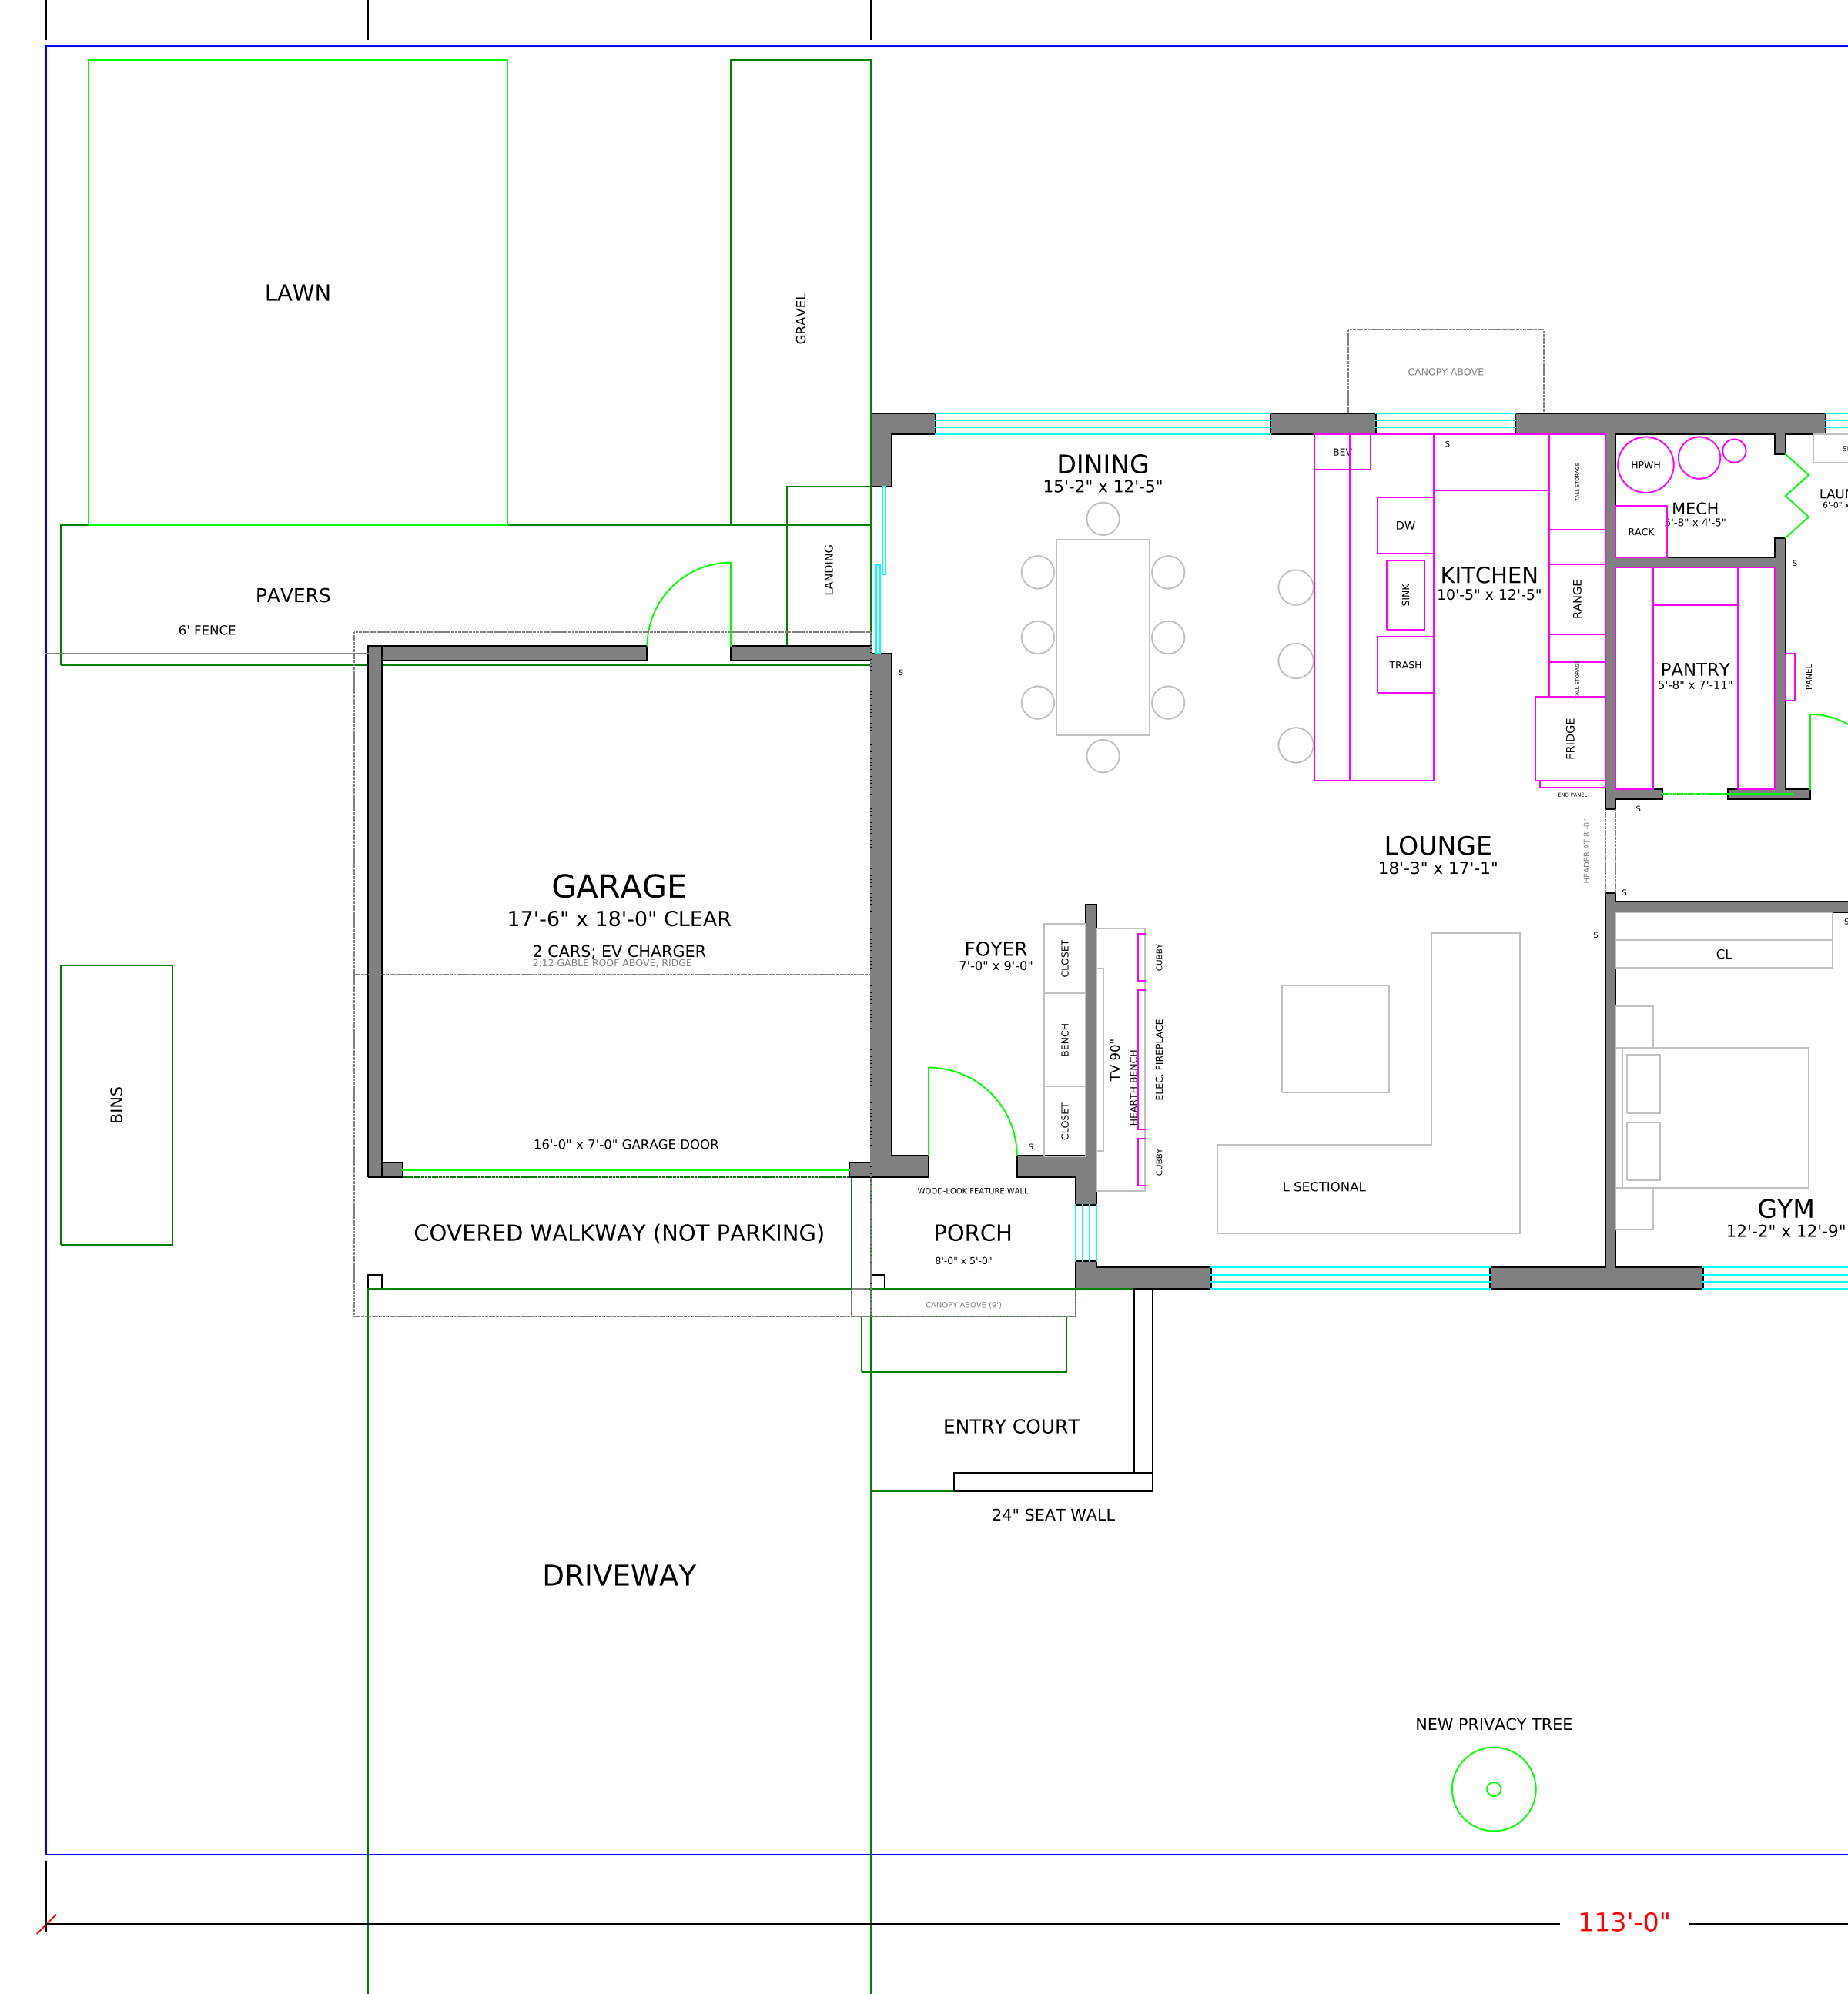 LAWN
GRAVEL
CANOPY ABOVE
DINING
15'-2" x 12'-5"
BEV
S
TALL STORAGE
HPWH
MECH
5'-8" x 4'-5"
RACK
6'-0" x
DW
LANDING
S
KITCHEN
10'-5" x 12'-5"
SINK
RANGE
PAVERS
6' FENCE
TRASH
TALL STORAGE
PANTRY
5'-8" x 7'-11"
PANEL
S
FRIDGE
END PANEL
S
LOUNGE
18'-3" x 17'-1"
HEADER AT 8'-0"
S
GARAGE
17'-6" x 18'-0" CLEAR
2 CARS; EV CHARGER
2:12 GABLE ROOF ABOVE, RIDGE
FOYER
7'-0" x 9'-0"
CLOSET
CUBBY
S
S
CL
BENCH
TV 90"
HEARTH BENCH
ELEC. FIREPLACE
BINS
CLOSET
16'-0" x 7'-0" GARAGE DOOR
S
CUBBY
WOOD-LOOK FEATURE WALL
L SECTIONAL
GYM
12'-2" x 12'-9"
COVERED WALKWAY (NOT PARKING)
PORCH
8'-0" x 5'-0"
CANOPY ABOVE (9')
ENTRY COURT
24" SEAT WALL
DRIVEWAY
NEW PRIVACY TREE
113'-0"